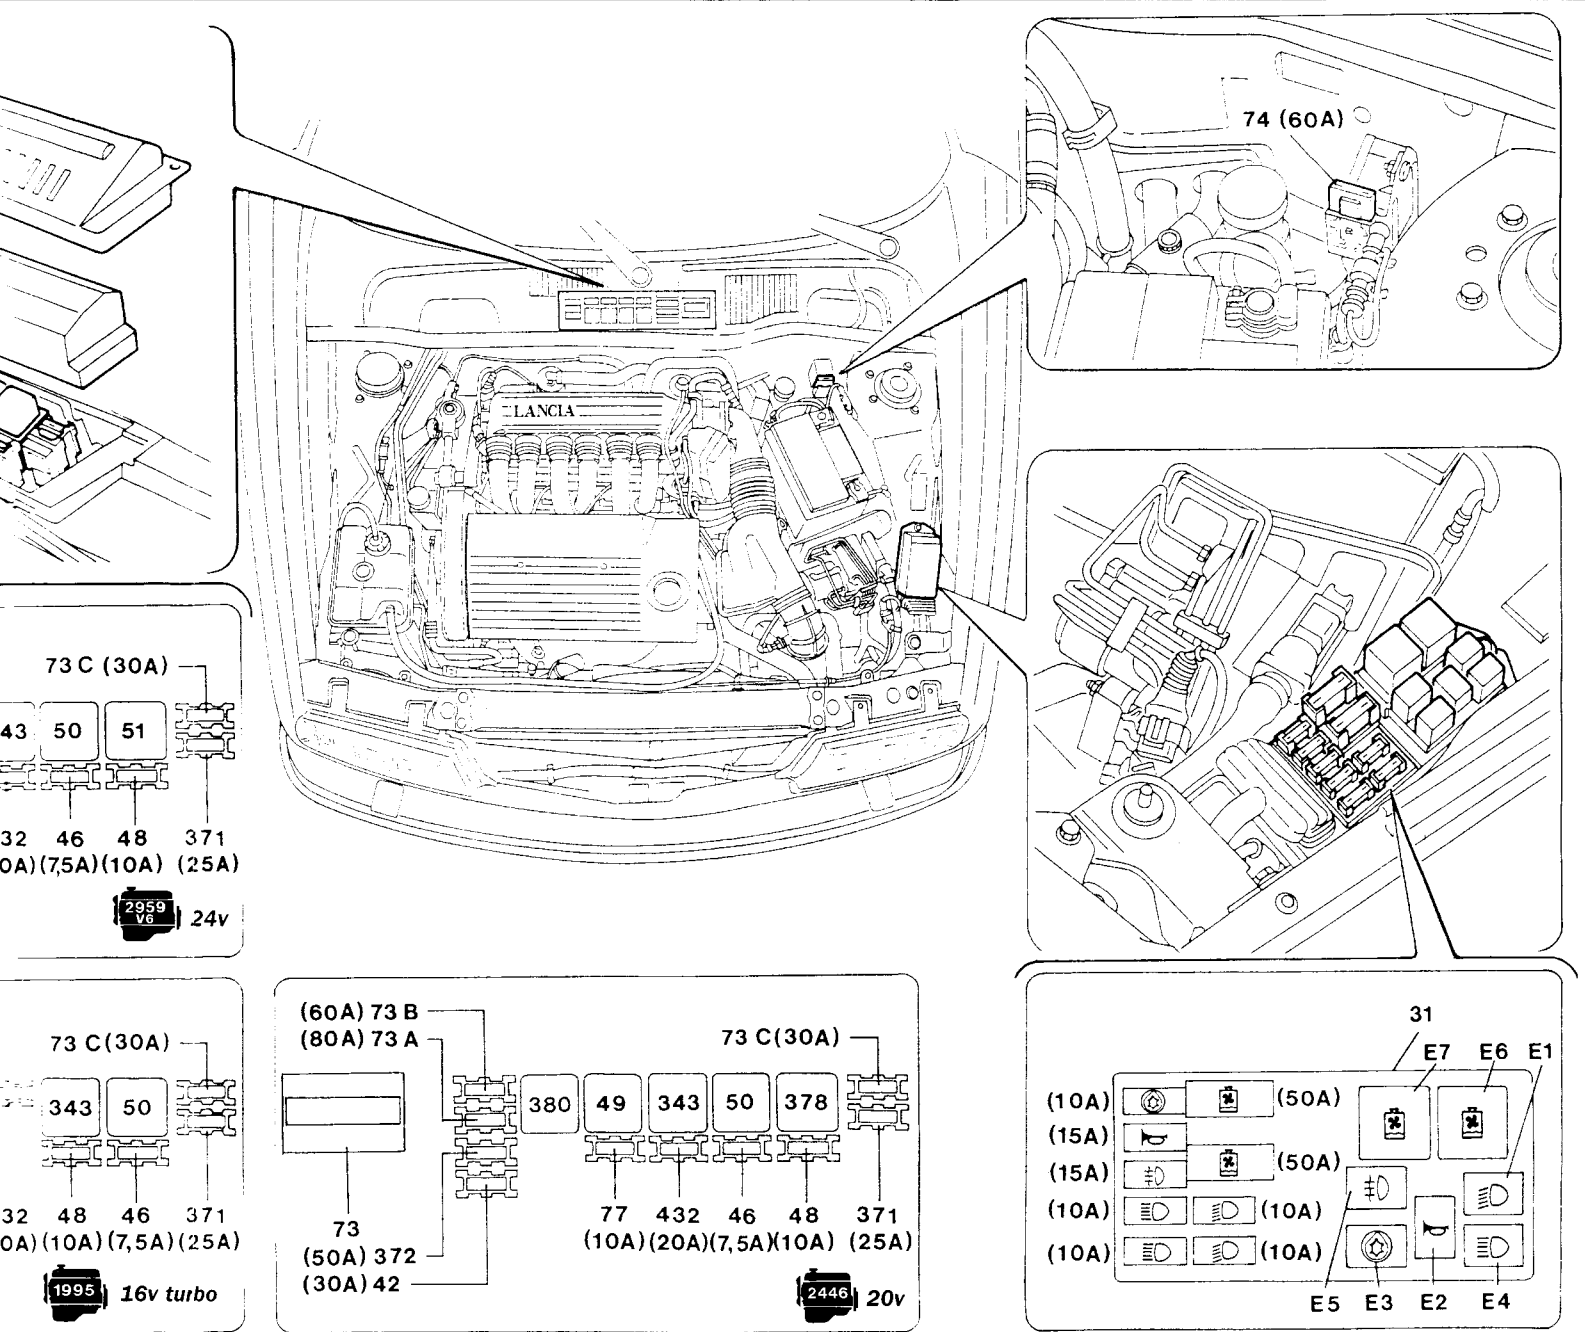 74 (60A)
LANCIA
73 C (30A)
43 50 51
32 46 48 371
0A) (7,5A) (10A) (25A)
2959
V6
24v
73 C(30A)
343 50
32 48 46 371
0A) (10A) (7,5A) (25A)
1995
16v turbo
(60A) 73 B
(80A) 73 A
73 C(30A)
380 49 343 50 378
77 432 46 48 371
(10A) (20A) (7,5A) (10A) (25A)
73
(50A) 372
(30A) 42
2446
20v
31
E7 E6 E1
(10A) (50A)
(15A)
(15A) (50A)
(10A) (10A)
(10A) (10A)
E5 E3 E2 E4